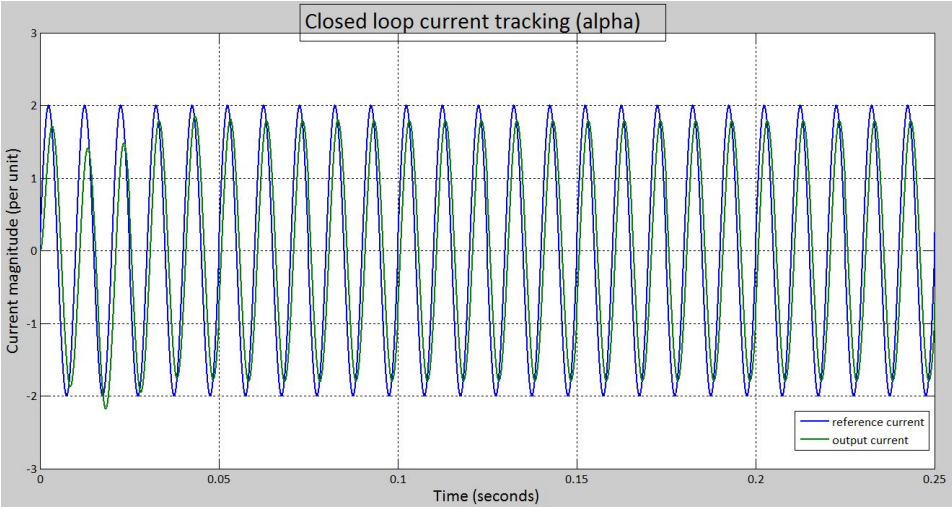 Closed loop current tracking (alpha)
3
2
1
0
-1
-2
-3
Current magnitude (per unit)
reference current
output current
0
0.05
0.1
0.15
0.2
0.25
Time (seconds)